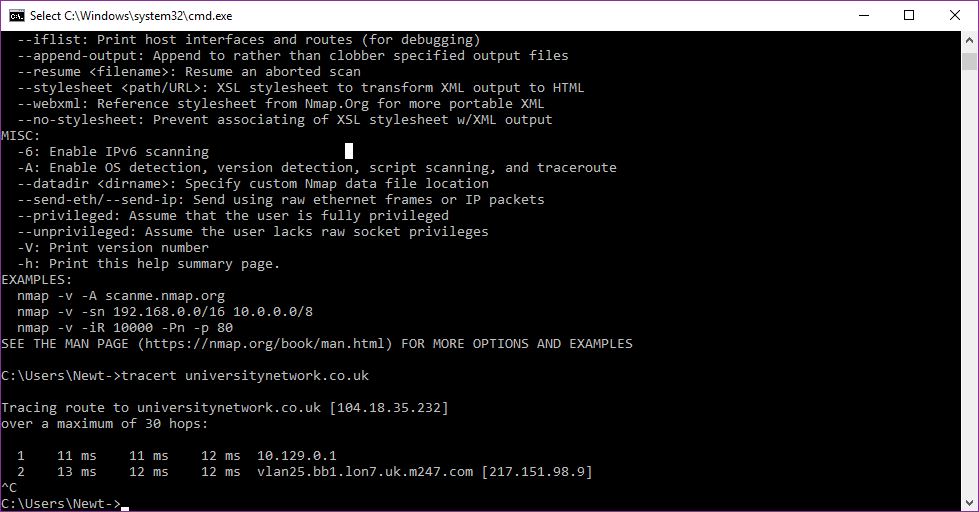 Select C:\Windows\system32\cmd.exe
--iflist: Print host interfaces and routes (for debugging)
--append-output: Append to rather than clobber specified output files
--resume <filename>: Resume an aborted scan
--stylesheet <path/URL>: XSL stylesheet to transform XML output to HTML
--webxml: Reference stylesheet from Nmap.Org for more portable XML
--no-stylesheet: Prevent associating of XSL stylesheet w/XML output
MISC:
-6: Enable IPv6 scanning
-A: Enable OS detection, version detection, script scanning, and traceroute
--datadir <dirname>: Specify custom Nmap data file location
--send-eth/--send-ip: Send using raw ethernet frames or IP packets
--privileged: Assume that the user is fully privileged
--unprivileged: Assume the user lacks raw socket privileges
-V: Print version number
-h: Print this help summary page.
EXAMPLES:
nmap -v -A scanme.nmap.org
nmap -v -sn 192.168.0.0/16 10.0.0.0/8
nmap -v -iR 10000 -Pn -p 80
SEE THE MAN PAGE (https://nmap.org/book/man.html) FOR MORE OPTIONS AND EXAMPLES
C:\Users\Newt->tracert universitynetwork.co.uk
Tracing route to universitynetwork.co.uk [104.18.35.232]
over a maximum of 30 hops:
1    11 ms    11 ms    12 ms  10.129.0.1
2    13 ms    12 ms    12 ms  vlan25.bb1.lon7.uk.m247.com [217.151.98.9]
^C
C:\Users\Newt->